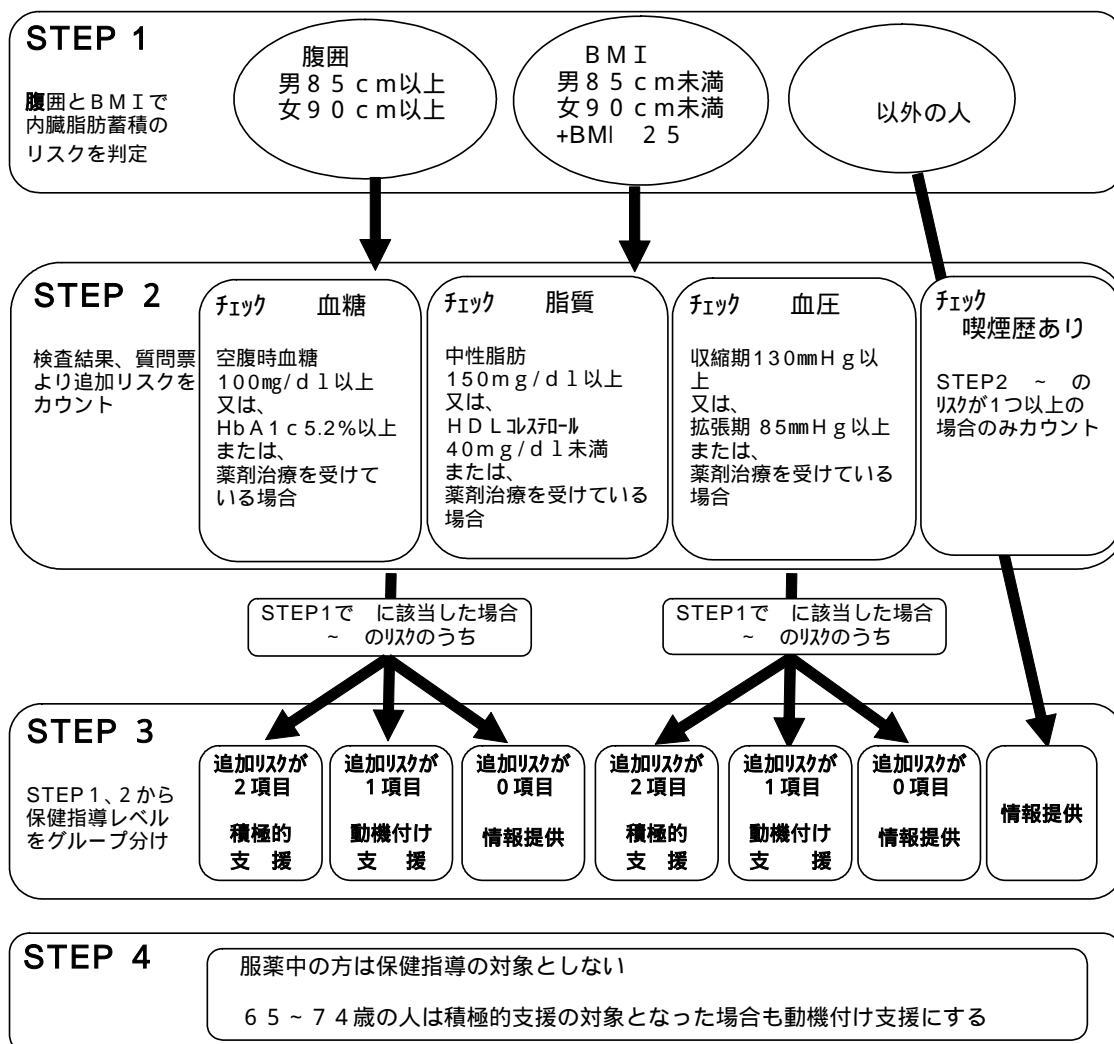 STEP 1
腹囲とBMIで
内臓脂肪蓄積の
リスクを判定
腹囲
男85cm以上
女90cm以上
BMI
男85cm未満
女90cm未満
+BMI 25
以外の人
STEP 2
検査結果、質問票
より追加リスクを
カウント
チェック 血糖
空腹時血糖
100mg/dl以上
又は、
HbA1c5.2%以上
または、
薬剤治療を受けて
いる場合
チェック 脂質
中性脂肪
150mg/dl以上
又は、
HDLコレステロール
40mg/dl未満
または、
薬剤治療を受けている
場合
チェック 血圧
収縮期130mmHg以
上
又は、
拡張期 85mmHg以上
または、
薬剤治療を受けている
場合
チェック
喫煙歴あり
STEP2 ~ の
リスクが1つ以上の
場合のみカウント
STEP1で に該当した場合
~ のリスクのうち
STEP1で に該当した場合
~ のリスクのうち
STEP 3
STEP1、2から
保健指導レベル
をグループ分け
追加リスクが
2項目
積極的
支 援
追加リスクが
1項目
動機付け
支 援
追加リスクが
0項目
情報提供
追加リスクが
2項目
積極的
支 援
追加リスクが
1項目
動機付け
支 援
追加リスクが
0項目
情報提供
情報提供
STEP 4
服薬中の方は保健指導の対象としない
65~74歳の人は積極的支援の対象となった場合も動機付け支援にする